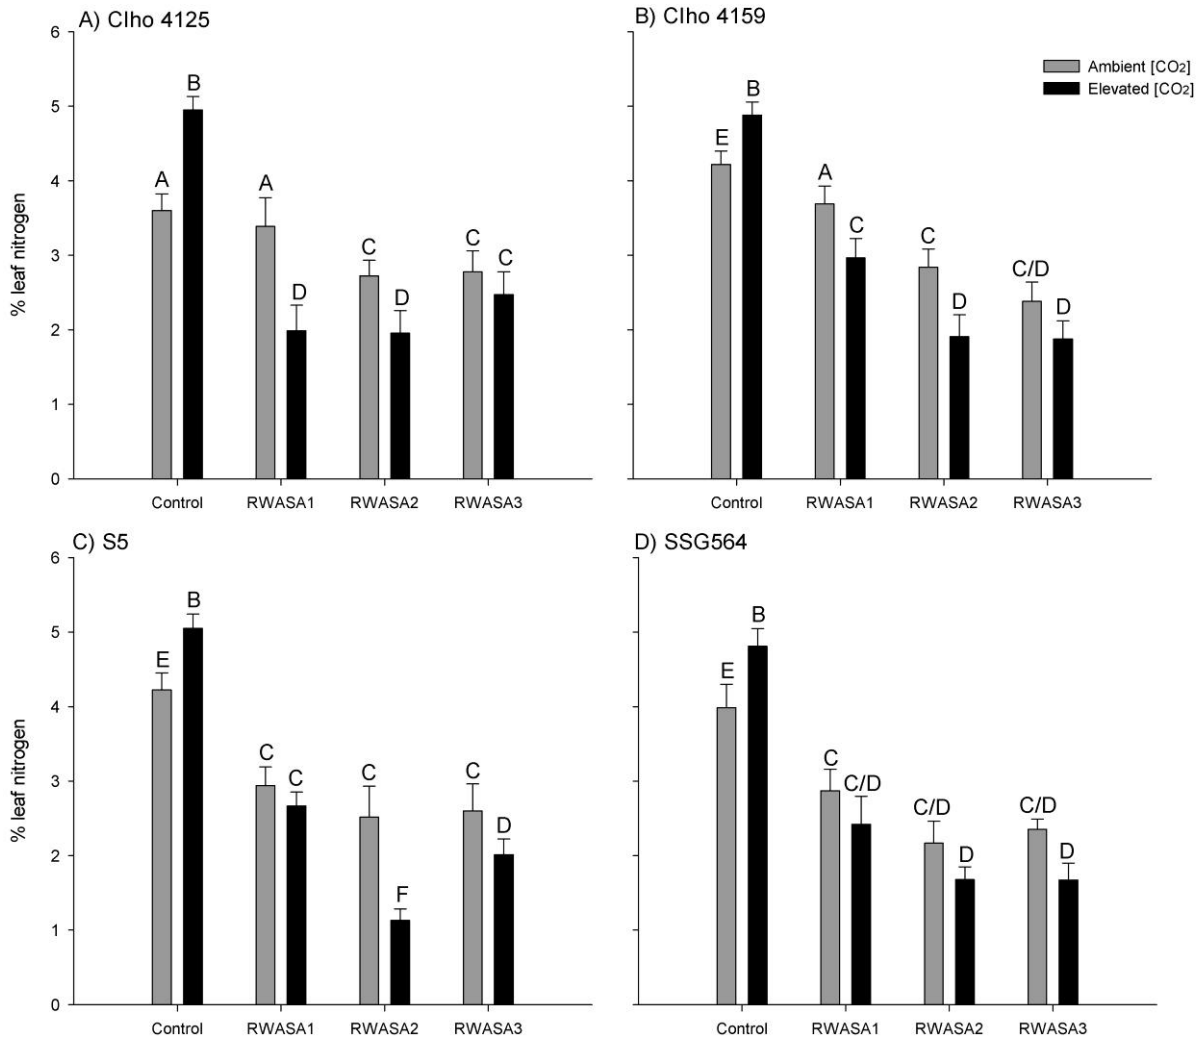 A) CIho 4125
6
5
4
3
2
1
0
% leaf nitrogen
A
B
A
D
C
D
C
C
Control
RWASA1
RWASA2
RWASA3
B) CIho 4159
Ambient [CO2]
Elevated [CO2]
E
B
A
C
C
D
C/D
D
Control
RWASA1
RWASA2
RWASA3
C) S5
6
5
4
3
2
1
0
% leaf nitrogen
E
B
C
C
C
F
C
D
Control
RWASA1
RWASA2
RWASA3
D) SSG564
E
B
C
C/D
C/D
D
C/D
D
Control
RWASA1
RWASA2
RWASA3